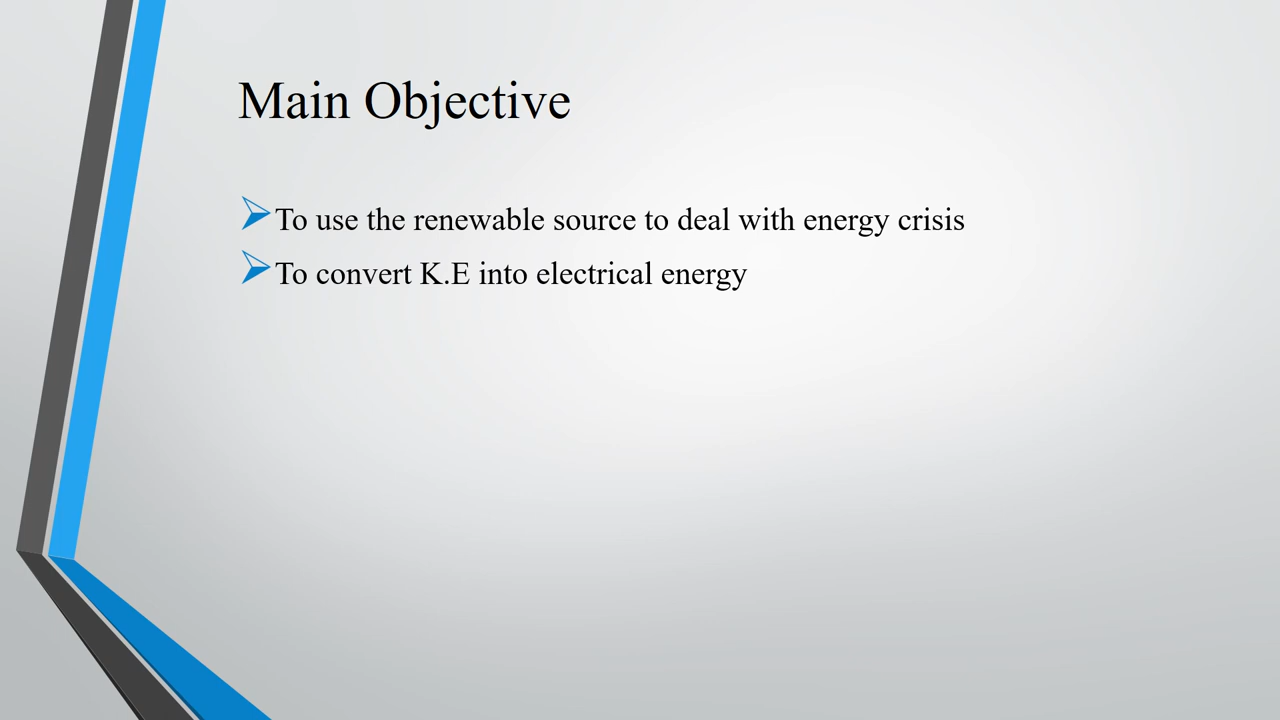 Main Objective
To use the renewable source to deal with energy crisis
To convert K.E into electrical energy